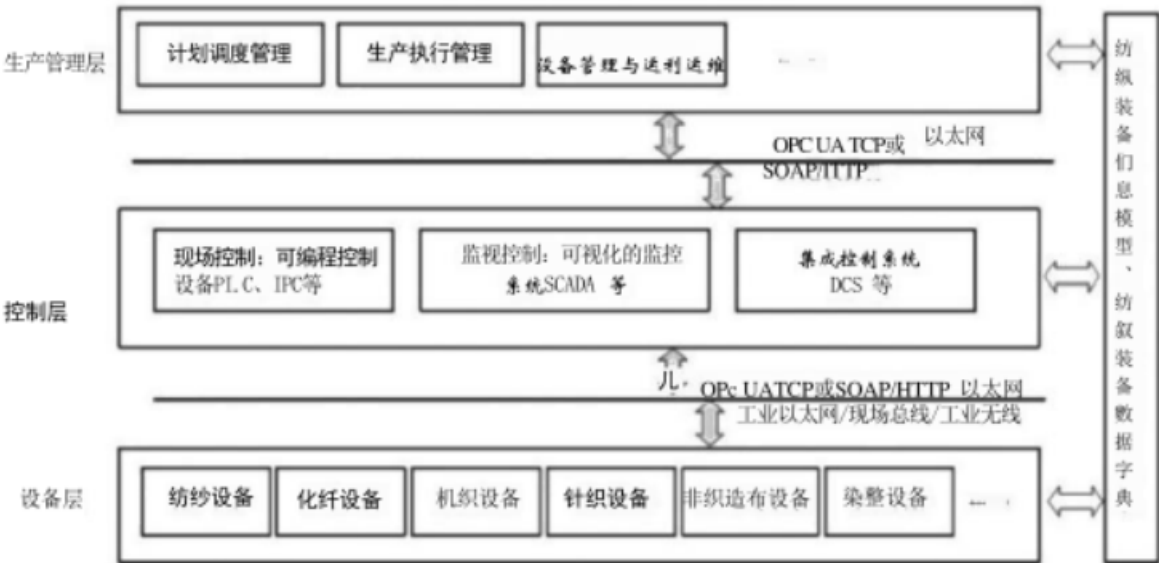 生产管理层
计划调度管理
生产执行管理
设备管理与运利运维
OPC UA TCP或 以太网
SOAP/ITTP
现场控制：可编程控制
设备PI.C、IPC等
监视控制：可视化的监控
系统SCADA 等
集成控制系统
DCS 等
控制层
儿
OPc UATCP或SOAP/HTTP 以太网
工业以太网/现场总线/工业无线
设备层
纺纱设备
化纤设备
机织设备
针织设备
非织造布设备
染整设备
纺纵装备们息模型、纺叙装备数据字典